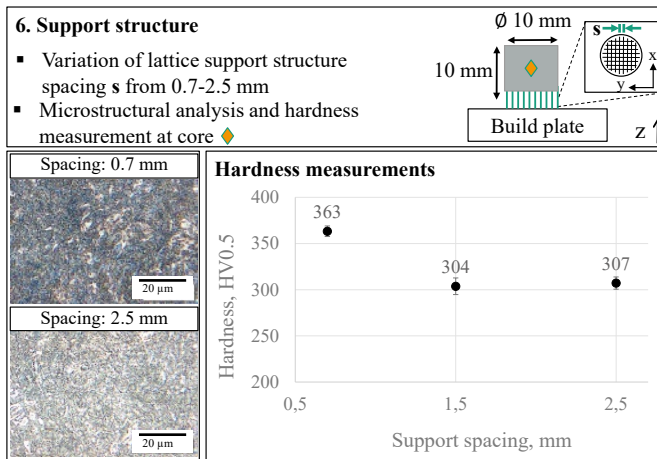 6. Support structure
▪ Variation of lattice support structure
spacing s from 0.7-2.5 mm
▪ Microstructural analysis and hardness
measurement at core
Ø 10 mm
10 mm
s
x
y
Build plate
Z
Spacing: 0.7 mm
20 µm
Spacing: 2.5 mm
20 µm
Hardness measurements
Hardness, HV0.5
400
350
300
250
200
363
304
307
0,5
1,5
2,5
Support spacing, mm